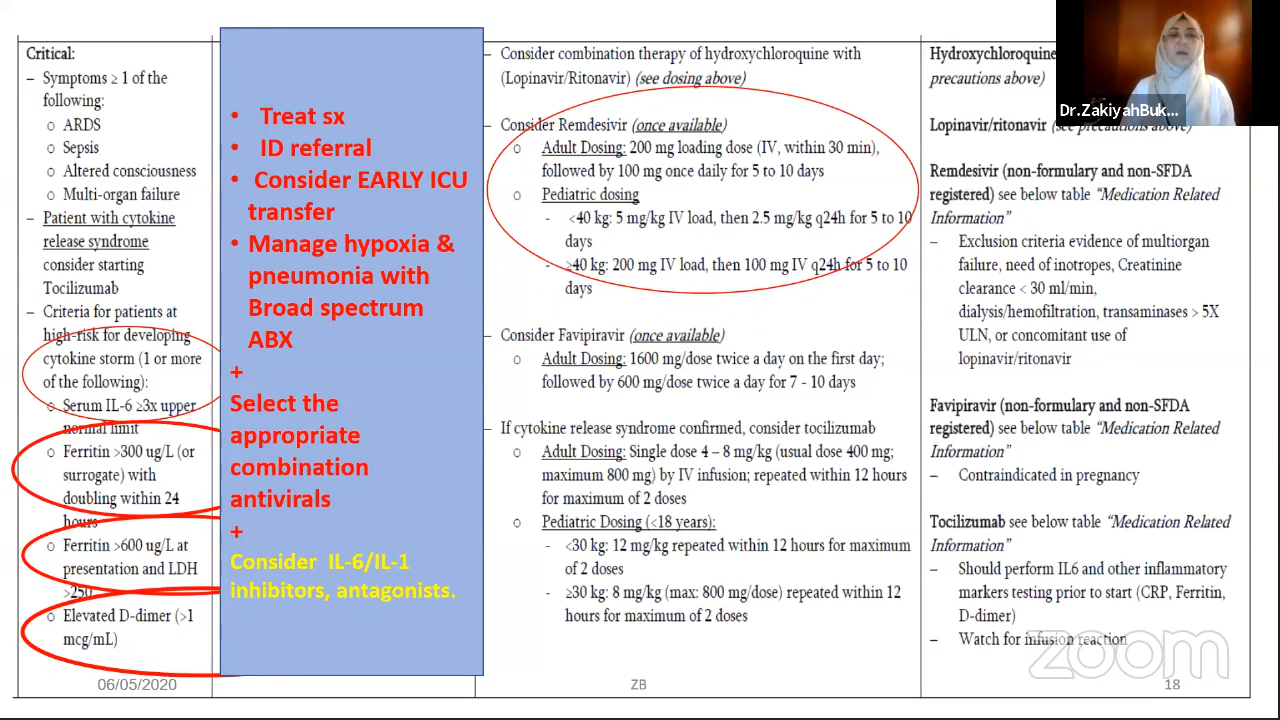 Critical:
– Symptoms ≥ 1 of the
following:
o ARDS
o Sepsis
o Altered consciousness
o Multi-organ failure
– Patient with cytokine
release syndrome
consider starting
Tocilizumab
– Criteria for patients at
high-risk for developing
cytokine storm (1 or more
of the following):
o Serum IL-6 ≥3x upper
normal limit
o Ferritin >300 ug/L (or
surrogate) with
doubling within 24
hours
o Ferritin >600 ug/L at
presentation and LDH
>250
o Elevated D-dimer (>1
mcg/mL)
• Treat sx
• ID referral
• Consider EARLY ICU
transfer
• Manage hypoxia &
pneumonia with
Broad spectrum
ABX
+
Select the
appropriate
combination
antivirals
+
Consider IL-6/IL-1
inhibitors, antagonists.
– Consider combination therapy of hydroxychloroquine with
(Lopinavir/Ritonavir) (see dosing above)
– Consider Remdesivir (once available)
o Adult Dosing: 200 mg loading dose (IV, within 30 min),
followed by 100 mg once daily for 5 to 10 days
o Pediatric dosing
- <40 kg: 5 mg/kg IV load, then 2.5 mg/kg q24h for 5 to 10
days
- ≥40 kg: 200 mg IV load, then 100 mg IV q24h for 5 to 10
days
– Consider Favipiravir (once available)
o Adult Dosing: 1600 mg/dose twice a day on the first day;
followed by 600 mg/dose twice a day for 7 - 10 days
– If cytokine release syndrome confirmed, consider tocilizumab
o Adult Dosing: Single dose 4 – 8 mg/kg (usual dose 400 mg;
maximum 800 mg) by IV infusion; repeated within 12 hours
for maximum of 2 doses
o Pediatric Dosing (<18 years):
- <30 kg: 12 mg/kg repeated within 12 hours for maximum
of 2 doses
- ≥30 kg: 8 mg/kg (max: 800 mg/dose) repeated within 12
hours for maximum of 2 doses
Hydroxychloroquine
precautions above)
Lopinavir/ritonavir (see precautions above)
Remdesivir (non-formulary and non-SFDA
registered) see below table “Medication Related
Information”
– Exclusion criteria evidence of multiorgan
failure, need of inotropes, Creatinine
clearance < 30 ml/min,
dialysis/hemofiltration, transaminases > 5X
ULN, or concomitant use of
lopinavir/ritonavir
Favipiravir (non-formulary and non-SFDA
registered) see below table “Medication Related
Information”
– Contraindicated in pregnancy
Tocilizumab see below table “Medication Related
Information”
– Should perform IL6 and other inflammatory
markers testing prior to start (CRP, Ferritin,
D-dimer)
– Watch for infusion reaction
Dr.ZakiyahBuk...
zoom
06/05/2020
ZB
18